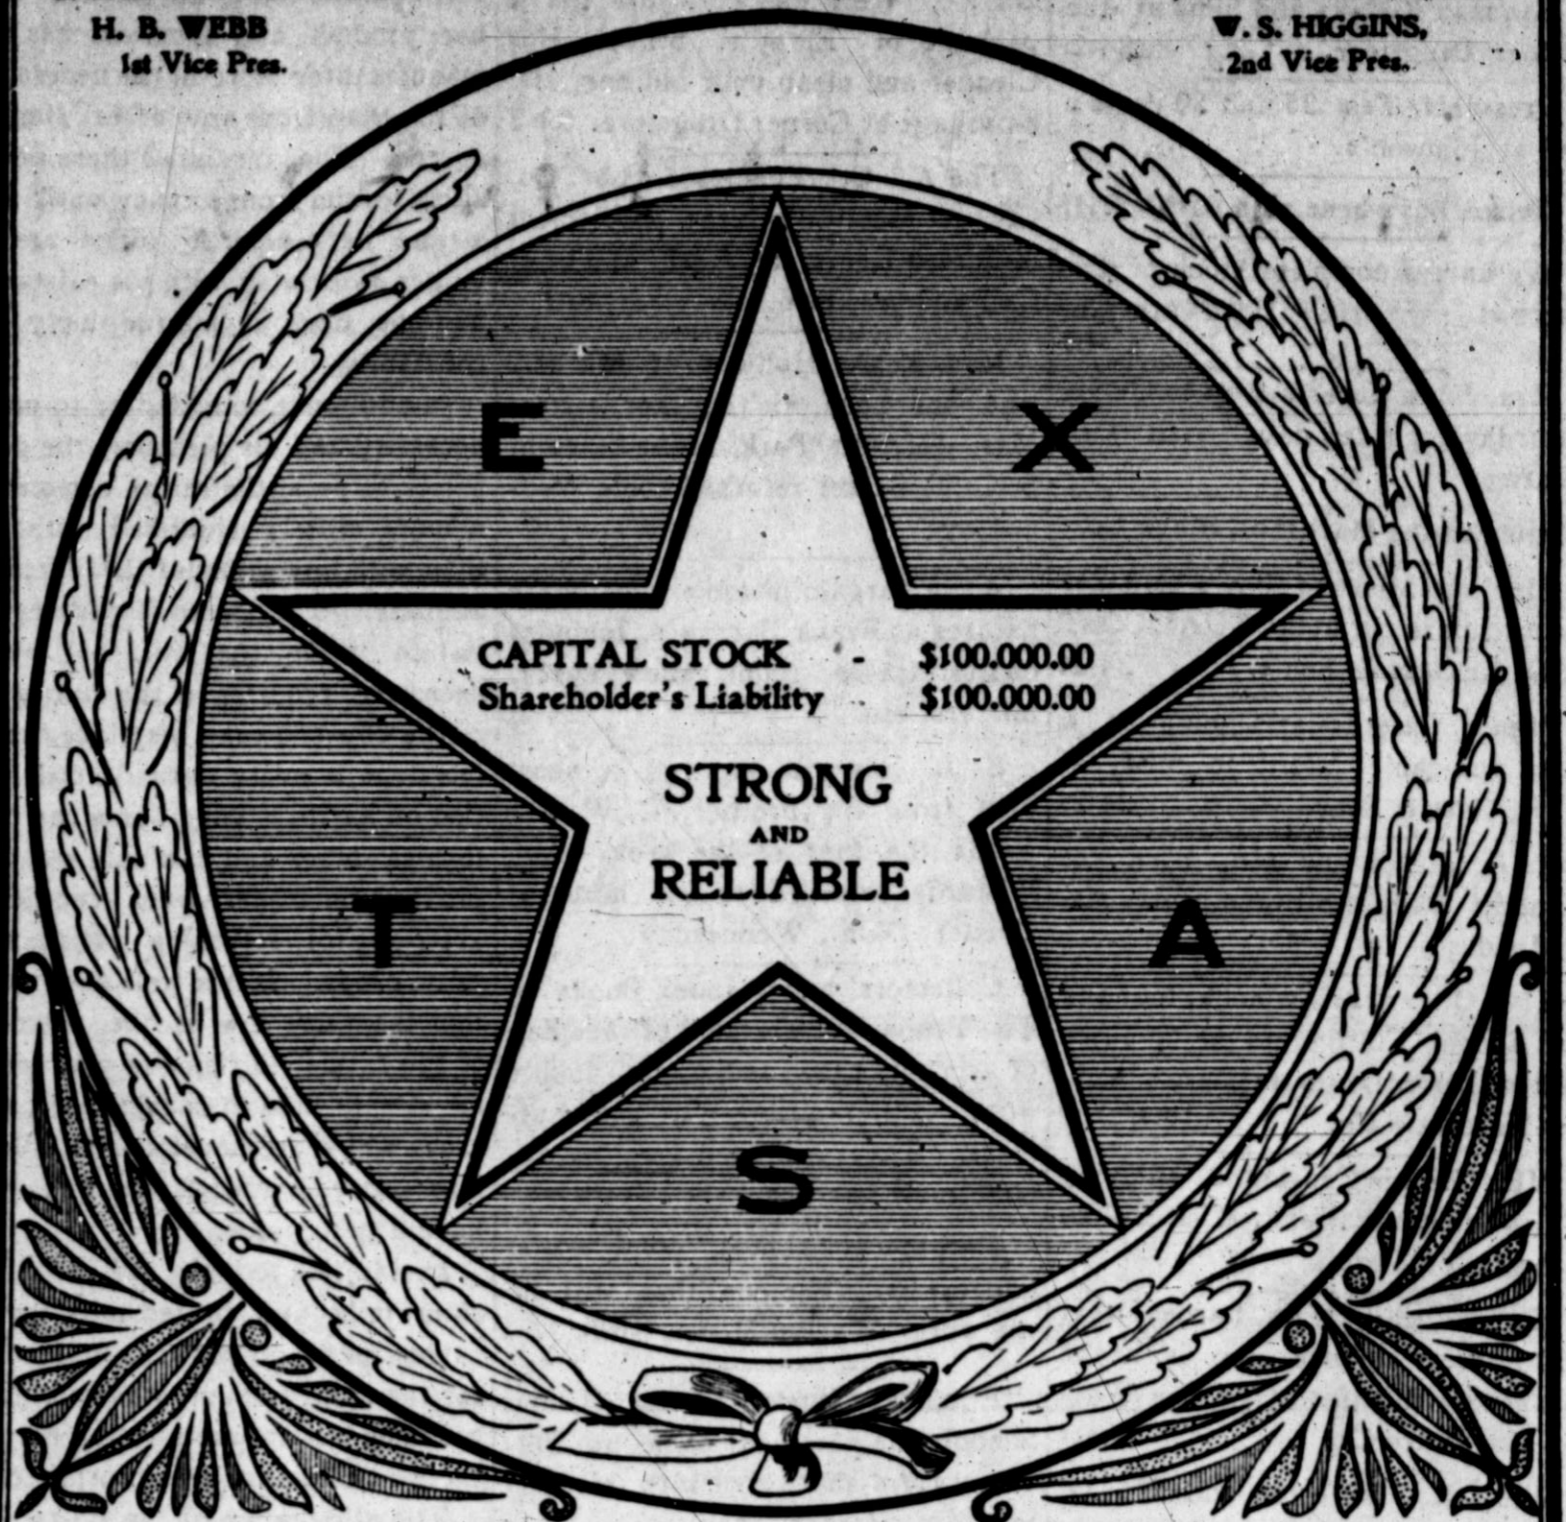 H. B. WEBB
1st Vice Pres.
W. S. HIGGINS,
2nd Vice Pres.
T
E
X
A
S
CAPITAL STOCK - $100.000.00
Shareholder's Liability - $100.000.00
STRONG
AND
RELIABLE